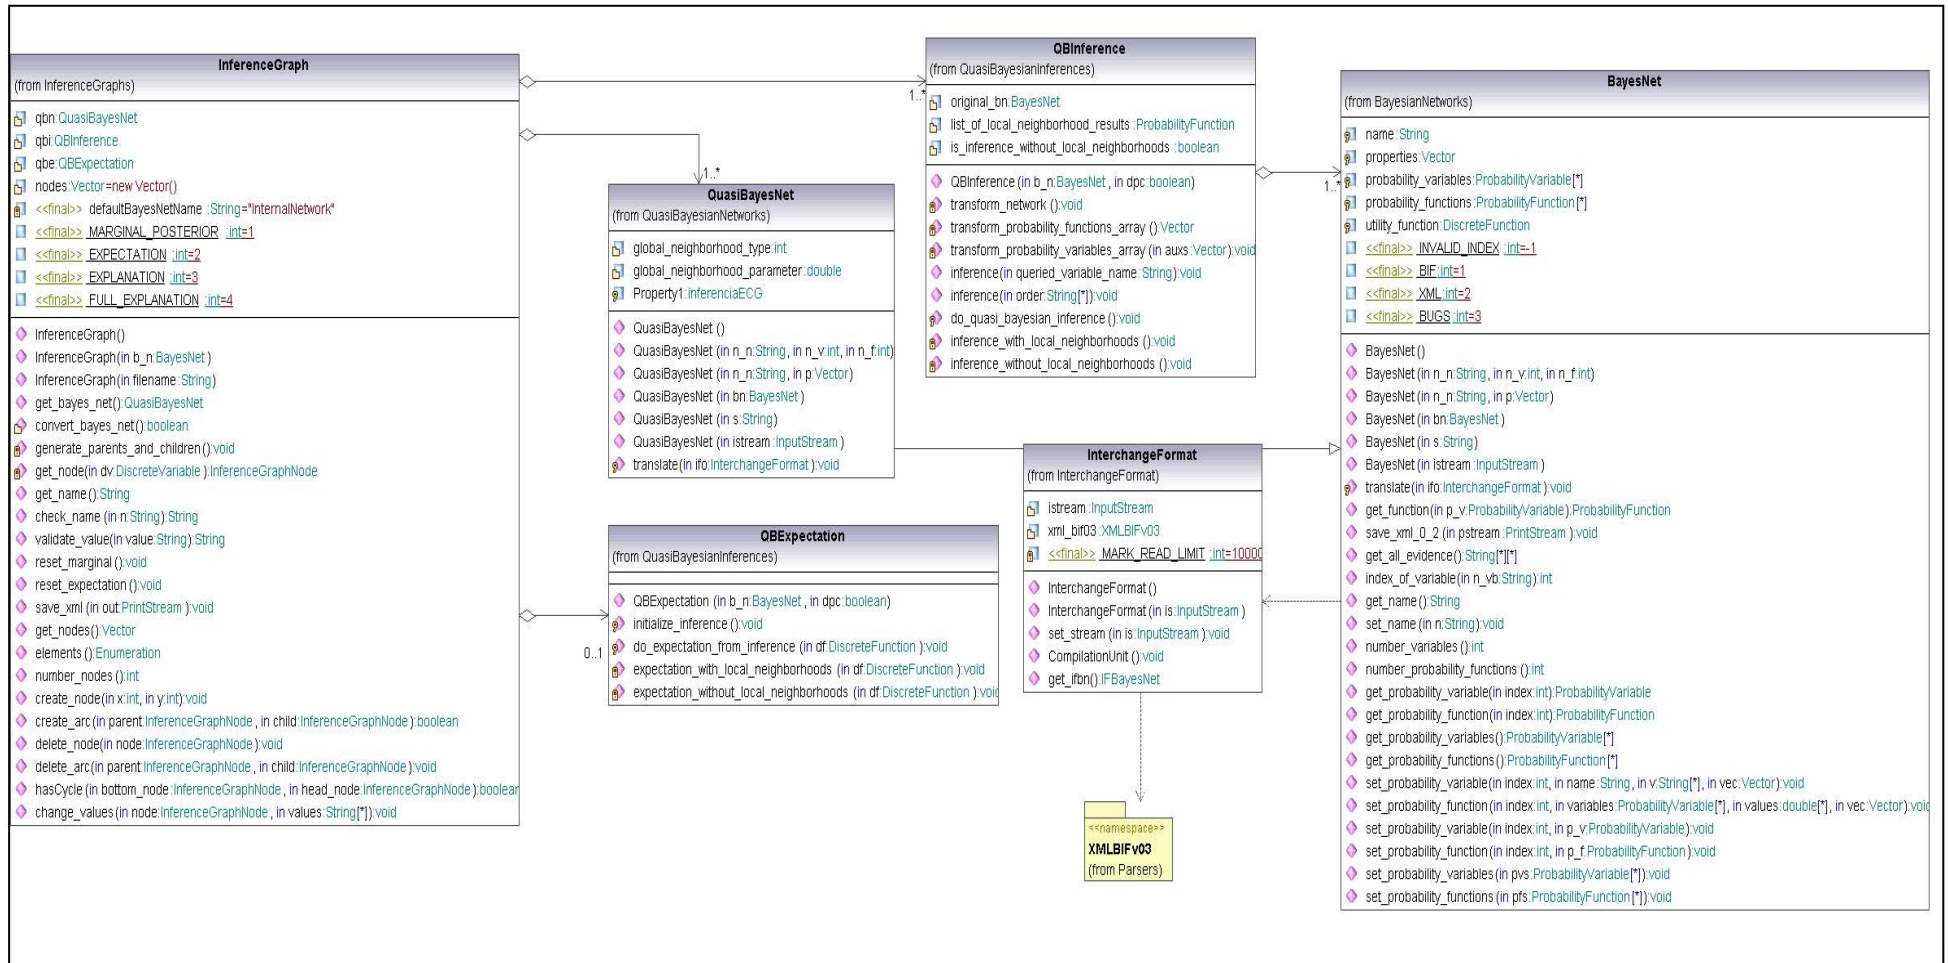 InferenceGraph
(from InferenceGraphs)
qbn:QuasiBayesNet
qbi:QBInference
qbe:QBExpectation
nodes:Vector=new Vector()
<<final>> defaultBayesNetName :String="InternalNetwork"
<<final>> MARGINAL_POSTERIOR :int=1
<<final>> EXPECTATION :int=2
<<final>> EXPLANATION :int=3
<<final>> FULL_EXPLANATION :int=4
InferenceGraph()
InferenceGraph(in b_n:BayesNet)
InferenceGraph(in filename:String)
get_bayes_net():QuasiBayesNet
convert_bayes_net():boolean
generate_parents_and_children():void
get_node(in dv:DiscreteVariable):InferenceGraphNode
get_name():String
check_name (in n:String):String
validate_value(in value:String):String
reset_marginal():void
reset_expectation():void
save_xml (in out:PrintStream ):void
get_nodes():Vector
elements():Enumeration
number_nodes():int
create_node(in x:int, in y:int):void
create_arc(in parent:InferenceGraphNode, in child:InferenceGraphNode):boolean
delete_node(in node:InferenceGraphNode):void
delete_arc(in parent:InferenceGraphNode, in child:InferenceGraphNode):void
hasCycle (in bottom_node:InferenceGraphNode, in head_node:InferenceGraphNode):boolear
change_values(in node:InferenceGraphNode, in values:String[*]):void
1..*
QuasiBayesNet
(from QuasiBayesianNetworks)
global_neighborhood_type:int
global_neighborhood_parameter:double
Property1:inferenciaECG
QuasiBayesNet ()
QuasiBayesNet (in n_n:String, in n_v:int, in n_f:int)
QuasiBayesNet (in n_n:String, in p:Vector)
QuasiBayesNet (in bn:BayesNet)
QuasiBayesNet (in s:String)
QuasiBayesNet (in istream:InputStream )
translate(in ifo:InterchangeFormat ):void
0..1
QBExpectation
(from QuasiBayesianInferences)
QBExpectation (in b_n:BayesNet, in dpc:boolean)
initialize_inference():void
do_expectation_from_inference (in df:DiscreteFunction ):void
expectation_with_local_neighborhoods (in df:DiscreteFunction ):void
expectation_without_local_neighborhoods (in df:DiscreteFunction ):void
1..*
QBInference
(from QuasiBayesianInferences)
original_bn:BayesNet
list_of_local_neighborhood_results :ProbabilityFunction
is_inference_without_local_neighborhoods :boolean
QBInference (in b_n:BayesNet, in dpc:boolean)
transform_network ():void
transform_probability_functions_array ():Vector
transform_probability_variables_array (in auxs:Vector):void
inference(in queried_variable_name:String):void
inference(in order:String[*]):void
do_quasi_bayesian_inference():void
inference_with_local_neighborhoods ():void
inference_without_local_neighborhoods ():void
InterchangeFormat
(from InterchangeFormat)
istream:InputStream
xml_bif03:XMLBIFv03
<<final>> MARK_READ_LIMIT :int=10000
InterchangeFormat()
InterchangeFormat(in is:InputStream )
set_stream (in is:InputStream ):void
CompilationUnit():void
get_ifbn():IFBayesNet
<<namespace>>
XMLBIFv03
(from Parsers)
1..*
BayesNet
(from BayesianNetworks)
name:String
properties:Vector
probability_variables:ProbabilityVariable[*]
probability_functions:ProbabilityFunction[*]
utility_function:DiscreteFunction
<<final>> INVALID_INDEX :int=-1
<<final>> BIF:int=1
<<final>> XML:int=2
<<final>> BUGS:int=3
BayesNet()
BayesNet(in n_n:String, in n_v:int, in n_f:int)
BayesNet(in n_n:String, in p:Vector)
BayesNet(in bn:BayesNet)
BayesNet(in s:String)
BayesNet(in istream:InputStream )
translate(in ifo:InterchangeFormat):void
get_function(in p_v:ProbabilityVariable):ProbabilityFunction
save_xml_0_2 (in pstream:PrintStream ):void
get_all_evidence():String[*][*]
index_of_variable(in n_vb:String):int
get_name():String
set_name(in n:String):void
number_variables():int
number_probability_functions ():int
get_probability_variable(in index:int):ProbabilityVariable
get_probability_function(in index:int):ProbabilityFunction
get_probability_variables():ProbabilityVariable[*]
get_probability_functions():ProbabilityFunction[*]
set_probability_variable(in index:int, in name:String, in v:String[*], in vec:Vector):void
set_probability_function(in index:int, in variables:ProbabilityVariable[*], in values:double[*], in vec:Vector):void
set_probability_variable(in index:int, in p_v:ProbabilityVariable):void
set_probability_function(in index:int, in p_f:ProbabilityFunction):void
set_probability_variables(in pvs:ProbabilityVariable[*]):void
set_probability_functions (in pfs:ProbabilityFunction[*]):void